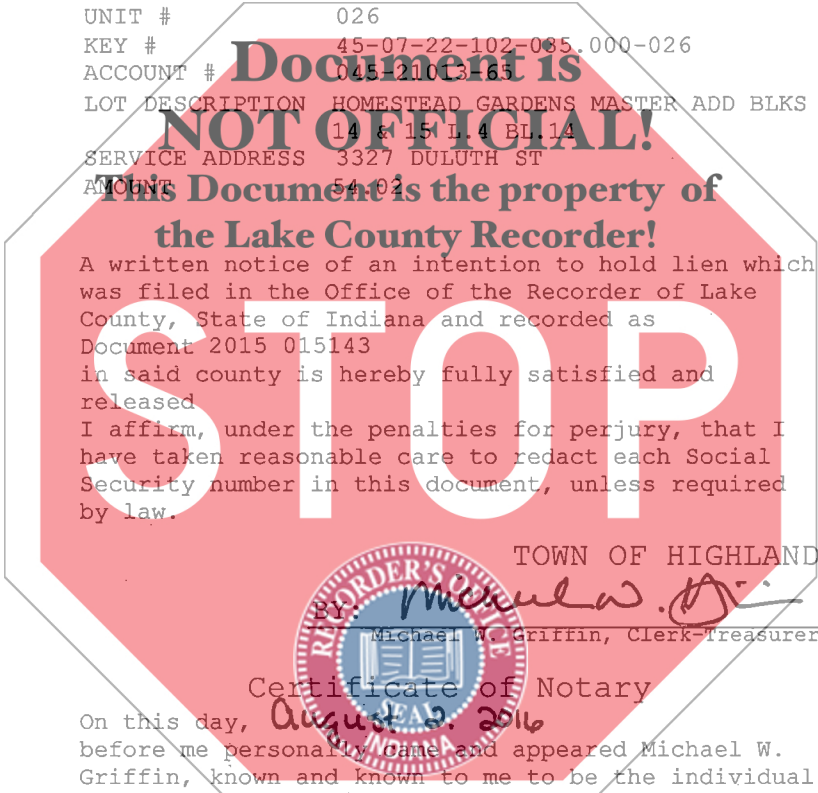 UNIT # 026
KEY # 45-07-22-102-085.000-026
ACCOUNT # 045-21013-65
Document is
LOT DESCRIPTION HOMESTEAD GARDENS MASTER ADD BLKS
14 & 15 L.4 BL.14
NOT OFFICIAL!
SERVICE ADDRESS 3327 DULUTH ST
AMOUNT 54.02
This Document is the property of
the Lake County Recorder!
A written notice of an intention to hold lien which
was filed in the Office of the Recorder of Lake
County, State of Indiana and recorded as
Document 2015 015143
in said county is hereby fully satisfied and
released
STOP
I affirm, under the penalties for perjury, that I
have taken reasonable care to redact each Social
Security number in this document, unless required
by law.
TOWN OF HIGHLAND
BY: Michael W. Griffin
Michael W. Griffin, Clerk-Treasurer
RECORDER'S OFFICE
SEAL
INDIANA
Certificate of Notary
On this day, August 2, 2016
before me personally came and appeared Michael W.
Griffin, known and known to me to be the individual